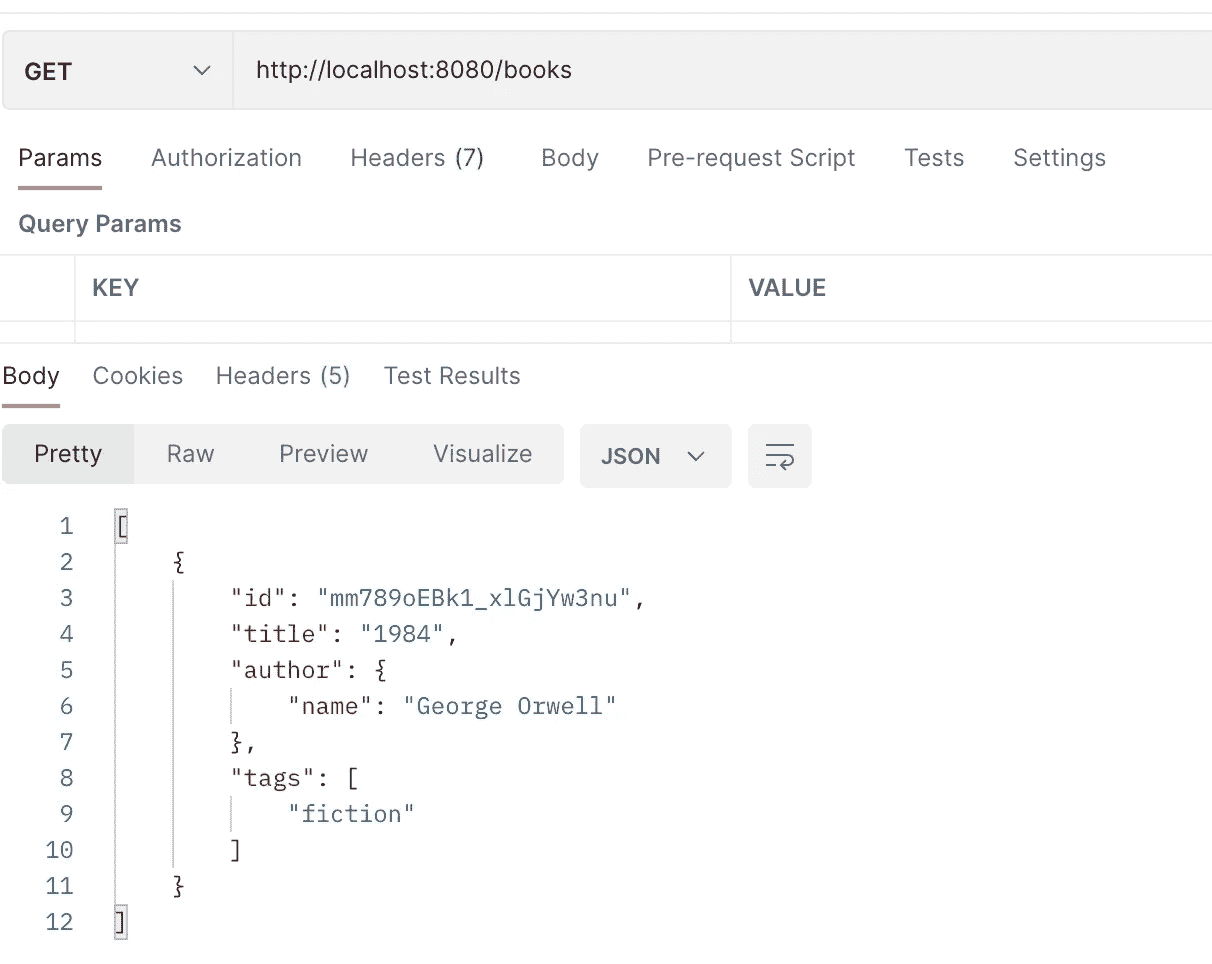 GET http://localhost:8080/books
Params Authorization Headers (7) Body Pre-request Script Tests Settings
Query Params
KEY VALUE
Body Cookies Headers (5) Test Results
Pretty Raw Preview Visualize JSON
1 [
2 {
3 "id": "mm789oEBk1_xlGjYw3nu",
4 "title": "1984",
5 "author": {
6 "name": "George Orwell"
7 },
8 "tags": [
9 "fiction"
10 ]
11 }
12 ]